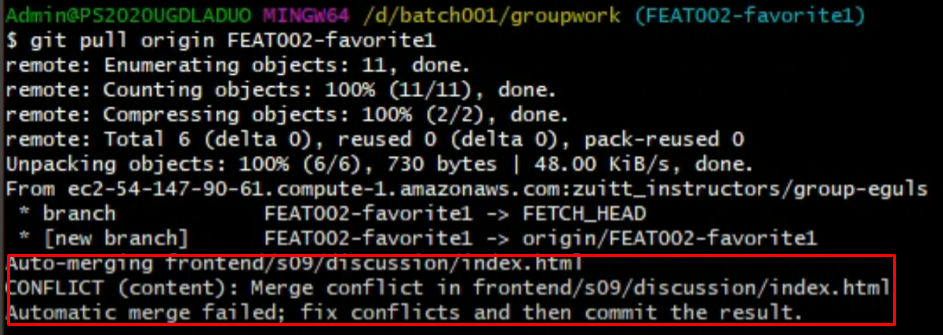 Admin@PS2020UGDLADUO MINGW64 /d/batch001/groupwork (FEAT002-favorite1)
$ git pull origin FEAT002-favorite1
remote: Enumerating objects: 11, done.
remote: Counting objects: 100% (11/11), done.
remote: Compressing objects: 100% (2/2), done.
remote: Total 6 (delta 0), reused 0 (delta 0), pack-reused 0
Unpacking objects: 100% (6/6), 730 bytes | 48.00 KiB/s, done.
From ec2-54-147-90-61.compute-1.amazonaws.com:zuitt_instructors/group-eguls
 * branch            FEAT002-favorite1 -> FETCH_HEAD
 * [new branch]      FEAT002-favorite1 -> origin/FEAT002-favorite1
Auto-merging frontend/s09/discussion/index.html
CONFLICT (content): Merge conflict in frontend/s09/discussion/index.html
Automatic merge failed; fix conflicts and then commit the result.